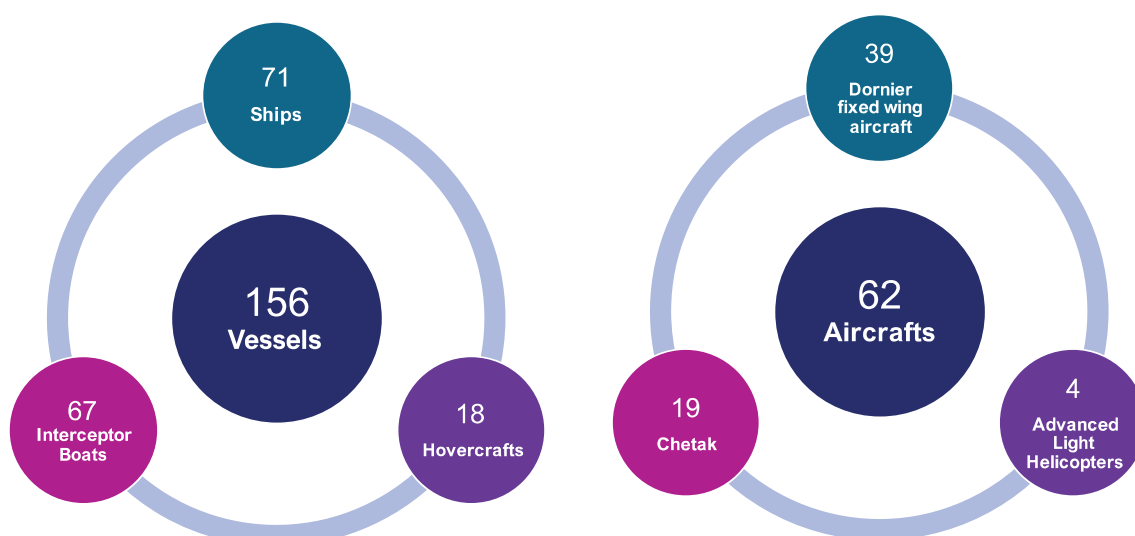 71
Ships
156
Vessels
67
Interceptor
Boats
18
Hovercrafts
39
Dornier
fixed wing
aircraft
62
Aircrafts
19
Chetak
4
Advanced
Light
Helicopters